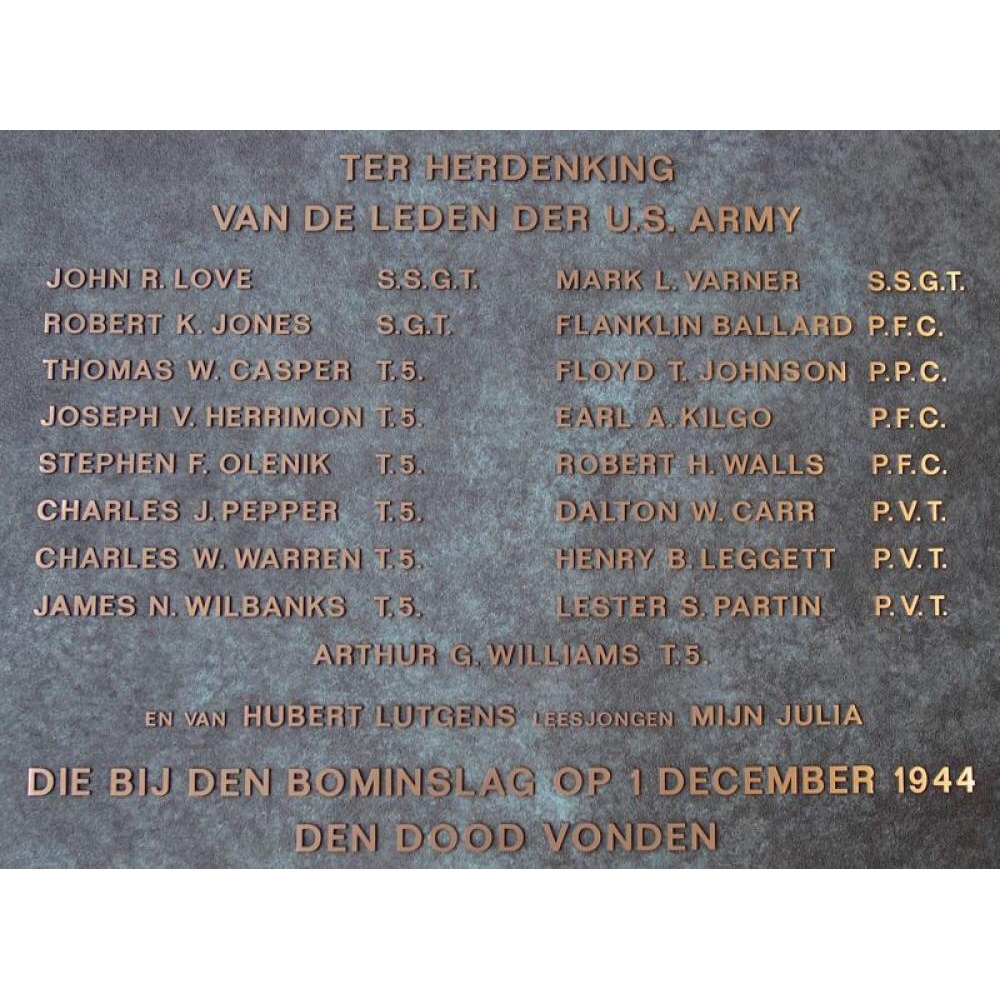 TER HERDENKING
VAN DE LEDEN DER U.S. ARMY
JOHN R. LOVE S.S.G.T. MARK L. VARNER S.S.G.T.
ROBERT K. JONES S.G.T. FLANKLIN BALLARD P.F.C.
THOMAS W. CASPER T.5. FLOYD T. JOHNSON P.P.C.
JOSEPH V. HERRIMON T.5. EARL A. KILGO P.F.C.
STEPHEN F. OLENIK T.5. ROBERT H. WALLS P.F.C.
CHARLES J. PEPPER T.5. DALTON W. CARR P.V.T.
CHARLES W. WARREN T.5. HENRY B. LEGGETT P.V.T.
JAMES N. WILBANKS T.5. LESTER S. PARTIN P.V.T.
ARTHUR G. WILLIAMS T.5.
EN VAN HUBERT LUTGENS LEESJONGEN MIJN JULIA
DIE BIJ DEN BOMINSLAG OP 1 DECEMBER 1944
DEN DOOD VONDEN